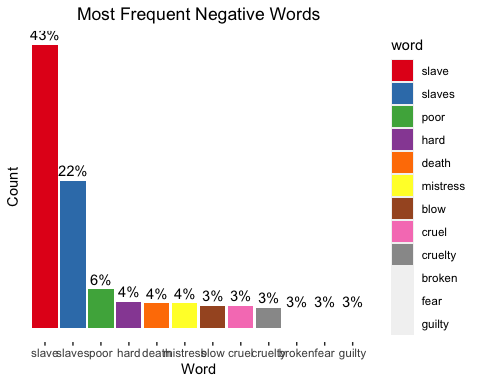 Most Frequent Negative Words
43%
22%
6%
4%
4%
4%
3%
3%
3%
3%
3%
3%
Count
slave slaves poor hard death mistress blow cruel cruelty broken fear guilty
Word
word
slave
slaves
poor
hard
death
mistress
blow
cruel
cruelty
broken
fear
guilty